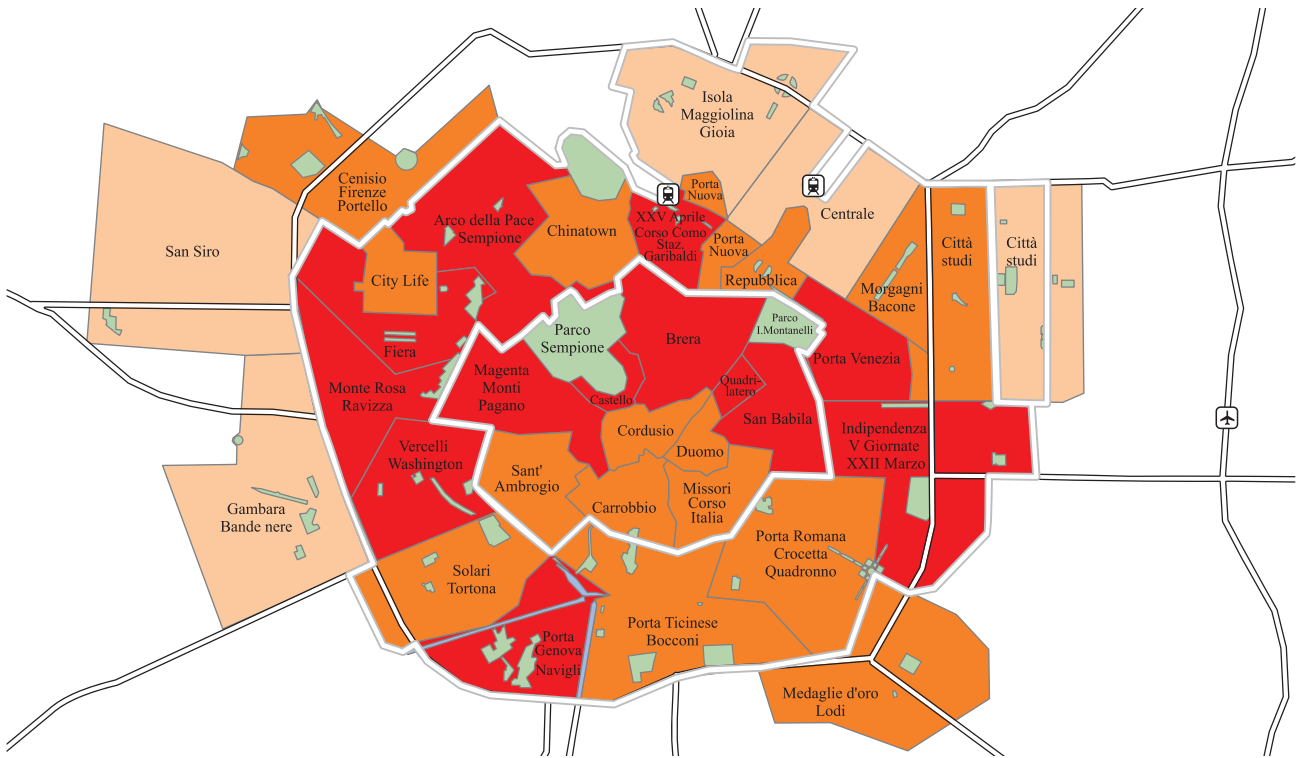 Isola
Maggiolina
Gioia
Cenisio
Firenze
Portello
Porta
Nuova
XXV Aprile
Corso Como
Staz.
Garibaldi
Arco della Pace
Sempione
Chinatown
Centrale
San Siro
City Life
Porta
Nuova
Repubblica
Città
studi
Città
studi
Morgagni
Bacone
Parco
Sempione
Brera
Parco
I.Montanelli
Fiera
Porta Venezia
Magenta
Monti
Pagano
Monte Rosa
Ravizza
Quadri-
latero
Castello
San Babila
Cordusio
Duomo
Indipendenza
V Giornate
XXII Marzo
Vercelli
Washington
Sant'
Ambrogio
Carrobbio
Missori
Corso
Italia
Gambara
Bande nere
Porta Romana
Crocetta
Quadronno
Solari
Tortona
Porta Ticinese
Bocconi
Porta
Genova
Navigli
Medaglie d'oro
Lodi